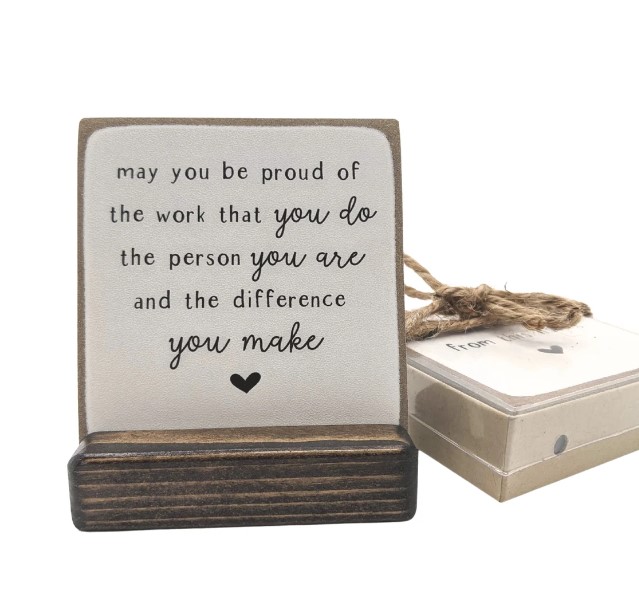 may you be proud of
the work that you do
the person you are
and the difference
you make
from